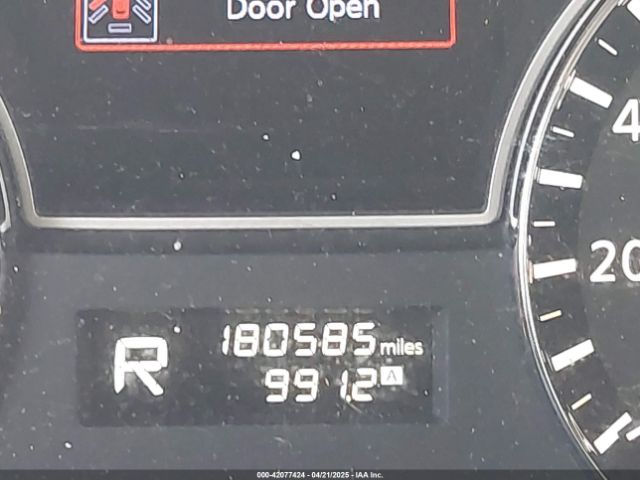 Door Open
4
20
R
180585 miles
991.2 A
000-42077424 - 04/21/2025 - IAA Inc.